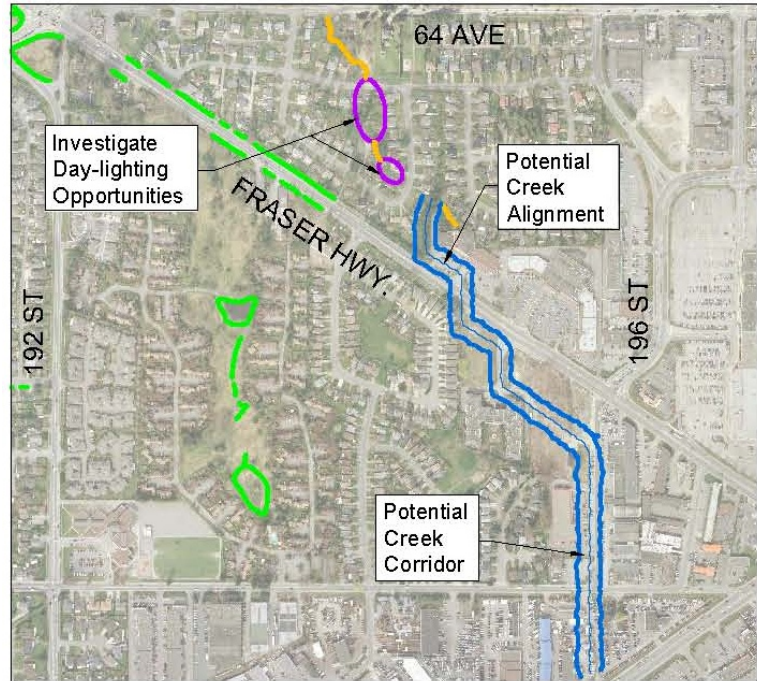 64 AVE
Investigate
Day-lighting
Opportunities
Potential
Creek
Alignment
FRASER HWY.
192 ST
196 ST
Potential
Creek
Corridor